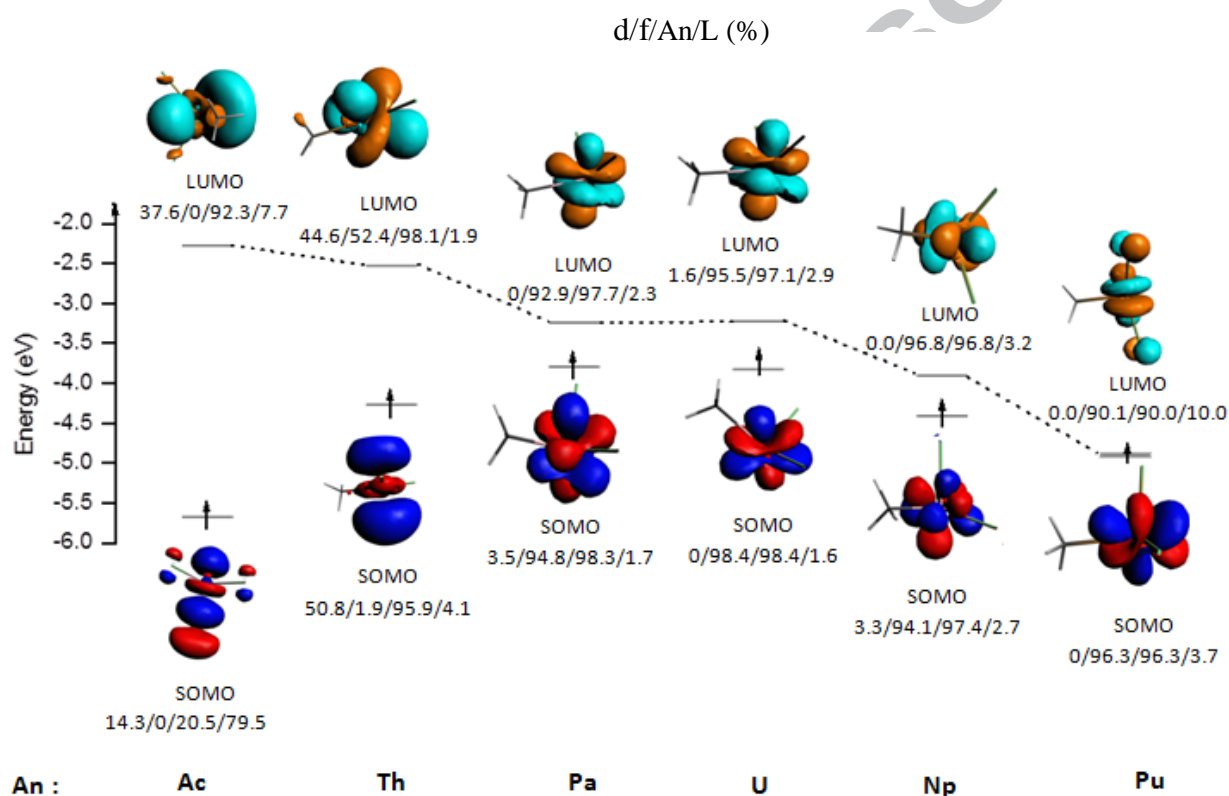 d/f/An/L (%)
LUMO
37.6/0/92.3/7.7
LUMO
44.6/52.4/98.1/1.9
LUMO
0/92.9/97.7/2.3
LUMO
1.6/95.5/97.1/2.9
LUMO
0.0/96.8/96.8/3.2
LUMO
0.0/90.1/90.0/10.0
Energy (eV)
-2.0
-2.5
-3.0
-3.5
-4.0
-4.5
-5.0
-5.5
-6.0
SOMO
14.3/0/20.5/79.5
SOMO
50.8/1.9/95.9/4.1
SOMO
3.5/94.8/98.3/1.7
SOMO
0/98.4/98.4/1.6
SOMO
3.3/94.1/97.4/2.7
SOMO
0/96.3/96.3/3.7
An : Ac Th Pa U Np Pu